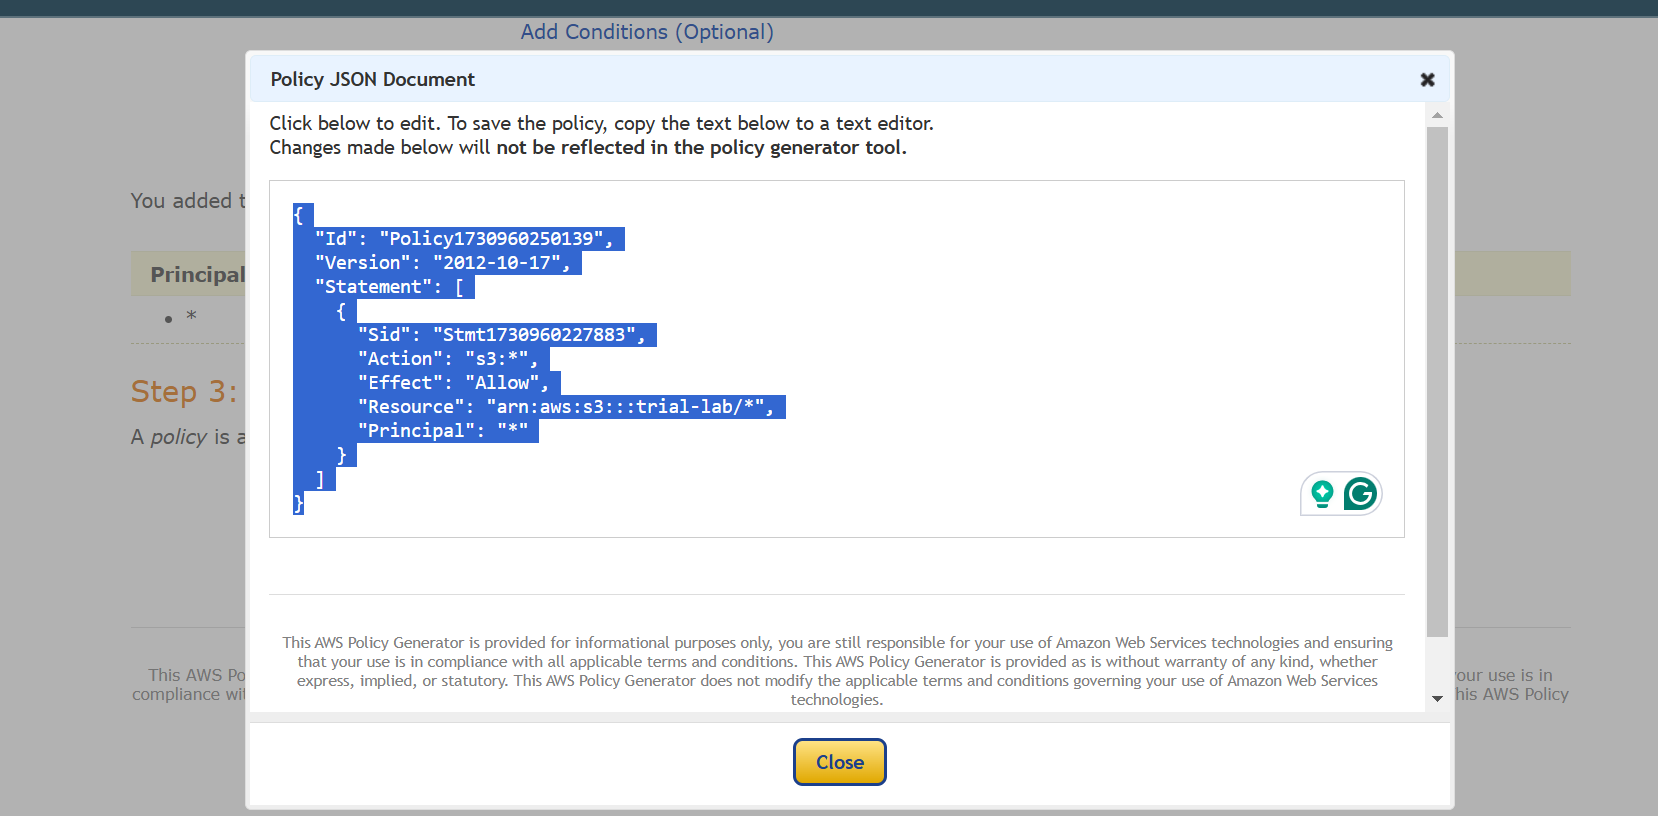 Add Conditions (Optional)
Policy JSON Document
Click below to edit. To save the policy, copy the text below to a text editor.
Changes made below will not be reflected in the policy generator tool.
{
  "Id": "Policy1730960250139",
  "Version": "2012-10-17",
  "Statement": [
    {
      "Sid": "Stmt1730960227883",
      "Action": "s3:*",
      "Effect": "Allow",
      "Resource": "arn:aws:s3:::trial-lab/*",
      "Principal": "*"
    }
  ]
}
This AWS Policy Generator is provided for informational purposes only, you are still responsible for your use of Amazon Web Services technologies and ensuring
that your use is in compliance with all applicable terms and conditions. This AWS Policy Generator is provided as is without warranty of any kind, whether
express, implied, or statutory. This AWS Policy Generator does not modify the applicable terms and conditions governing your use of Amazon Web Services
technologies.
Close
You added t
Principal
• *
Step 3:
A policy is a
This AWS Po
compliance wit
your use is in
his AWS Policy